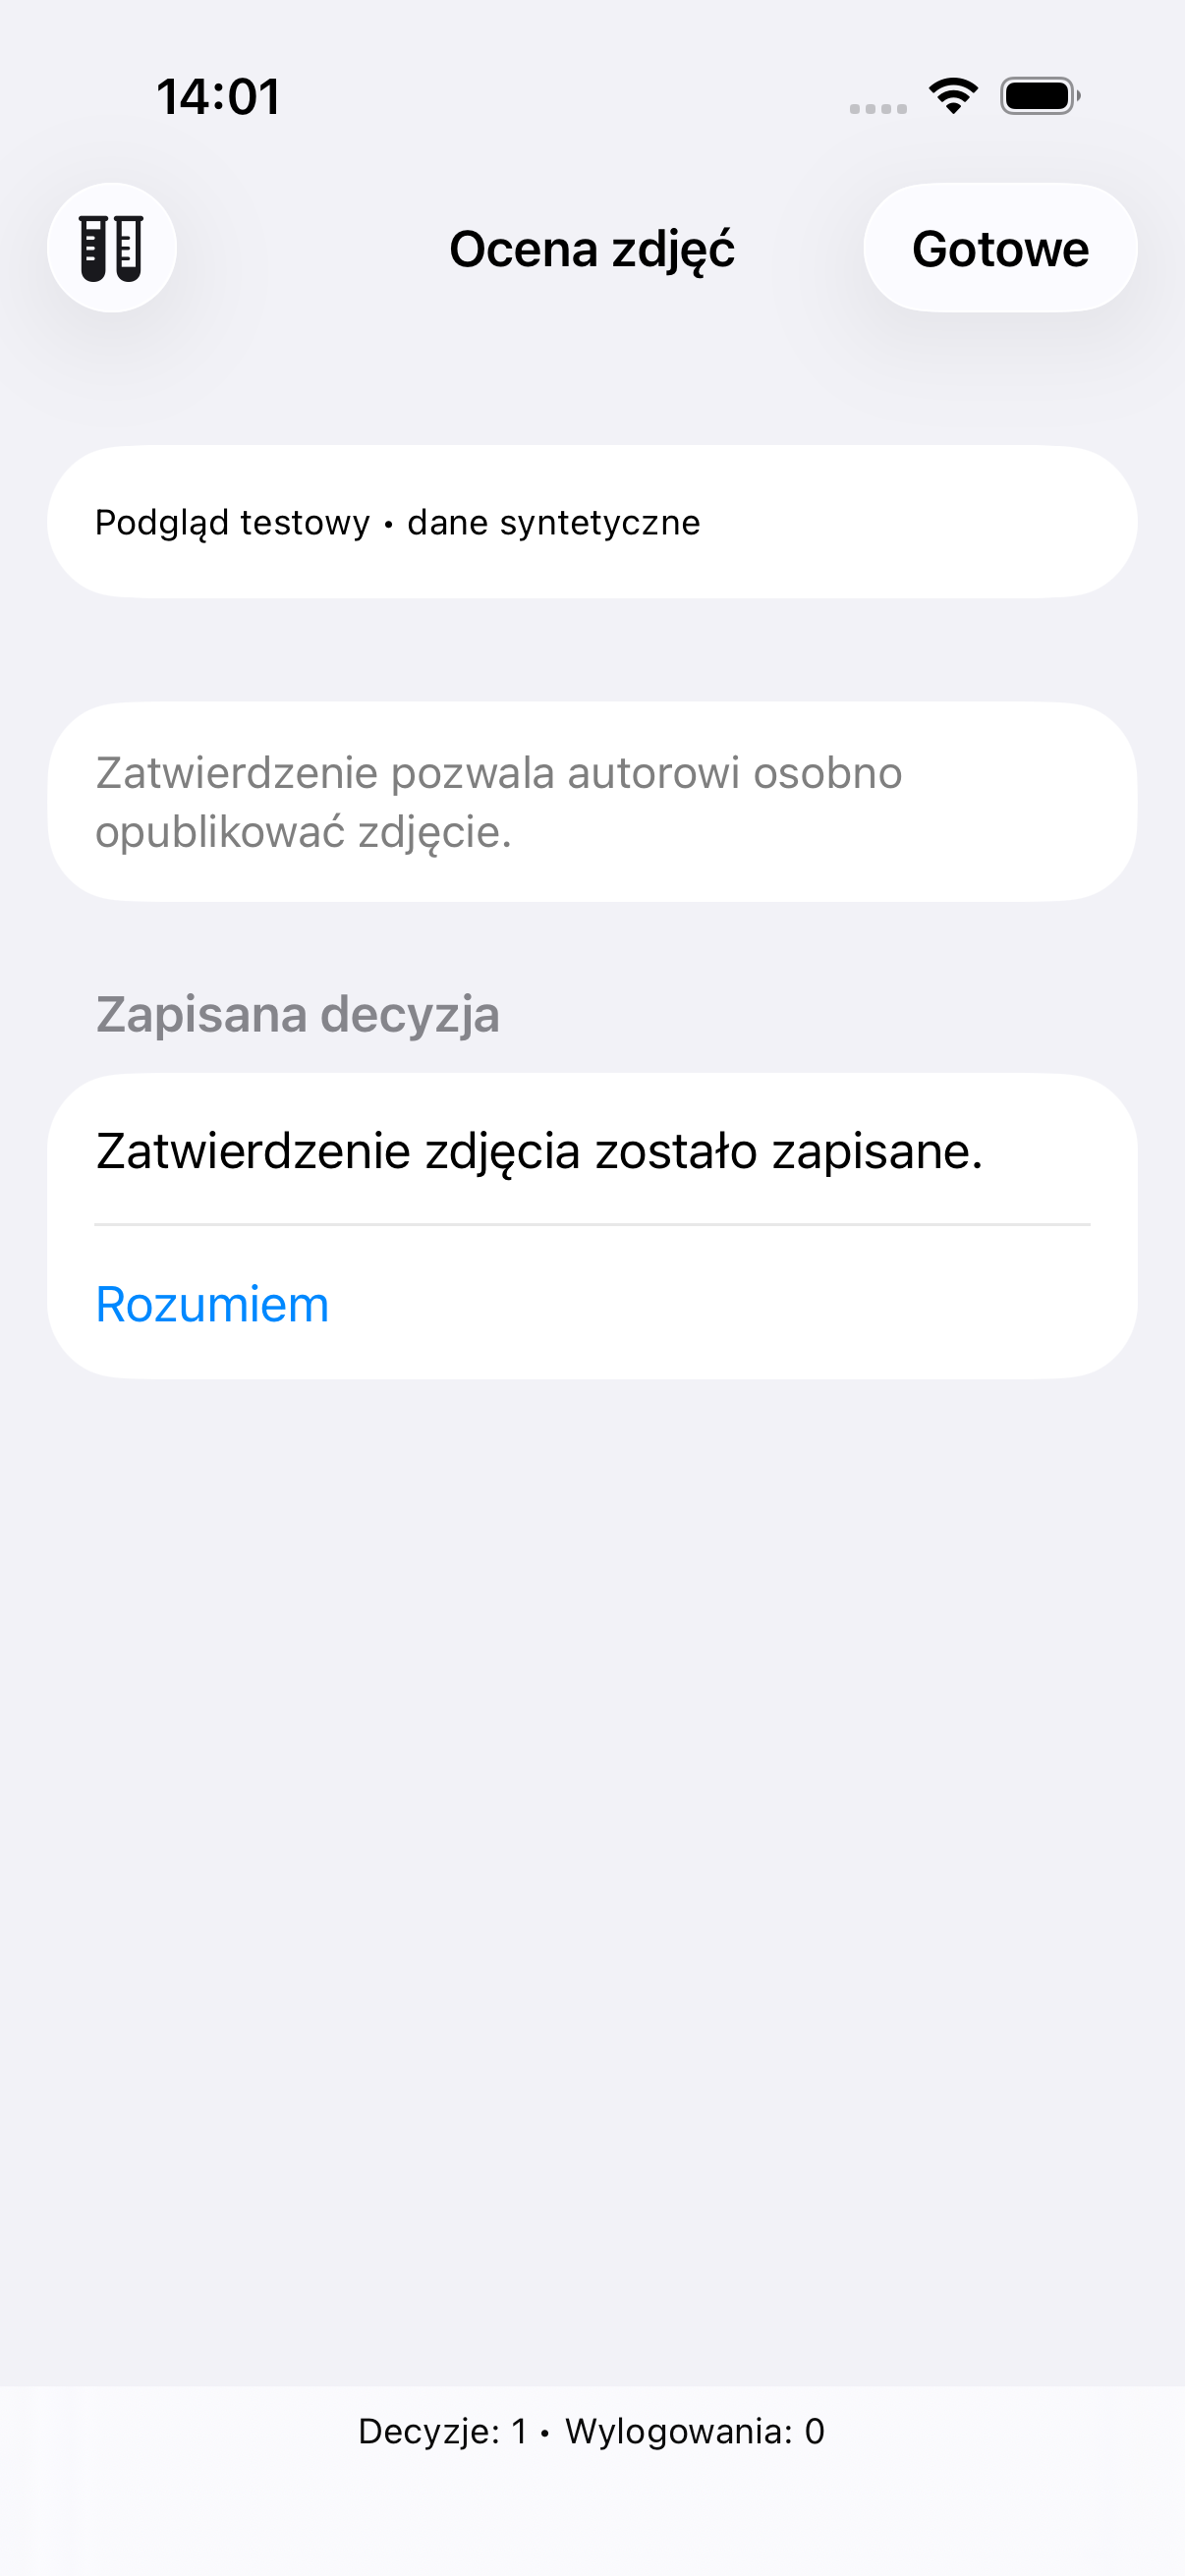 14:01
Ocena zdjęć
Gotowe
Podgląd testowy • dane syntetyczne
Zatwierdzenie pozwala autorowi osobno
opublikować zdjęcie.
Zapisana decyzja
Zatwierdzenie zdjęcia zostało zapisane.
Rozumiem
Decyzje: 1 • Wylogowania: 0